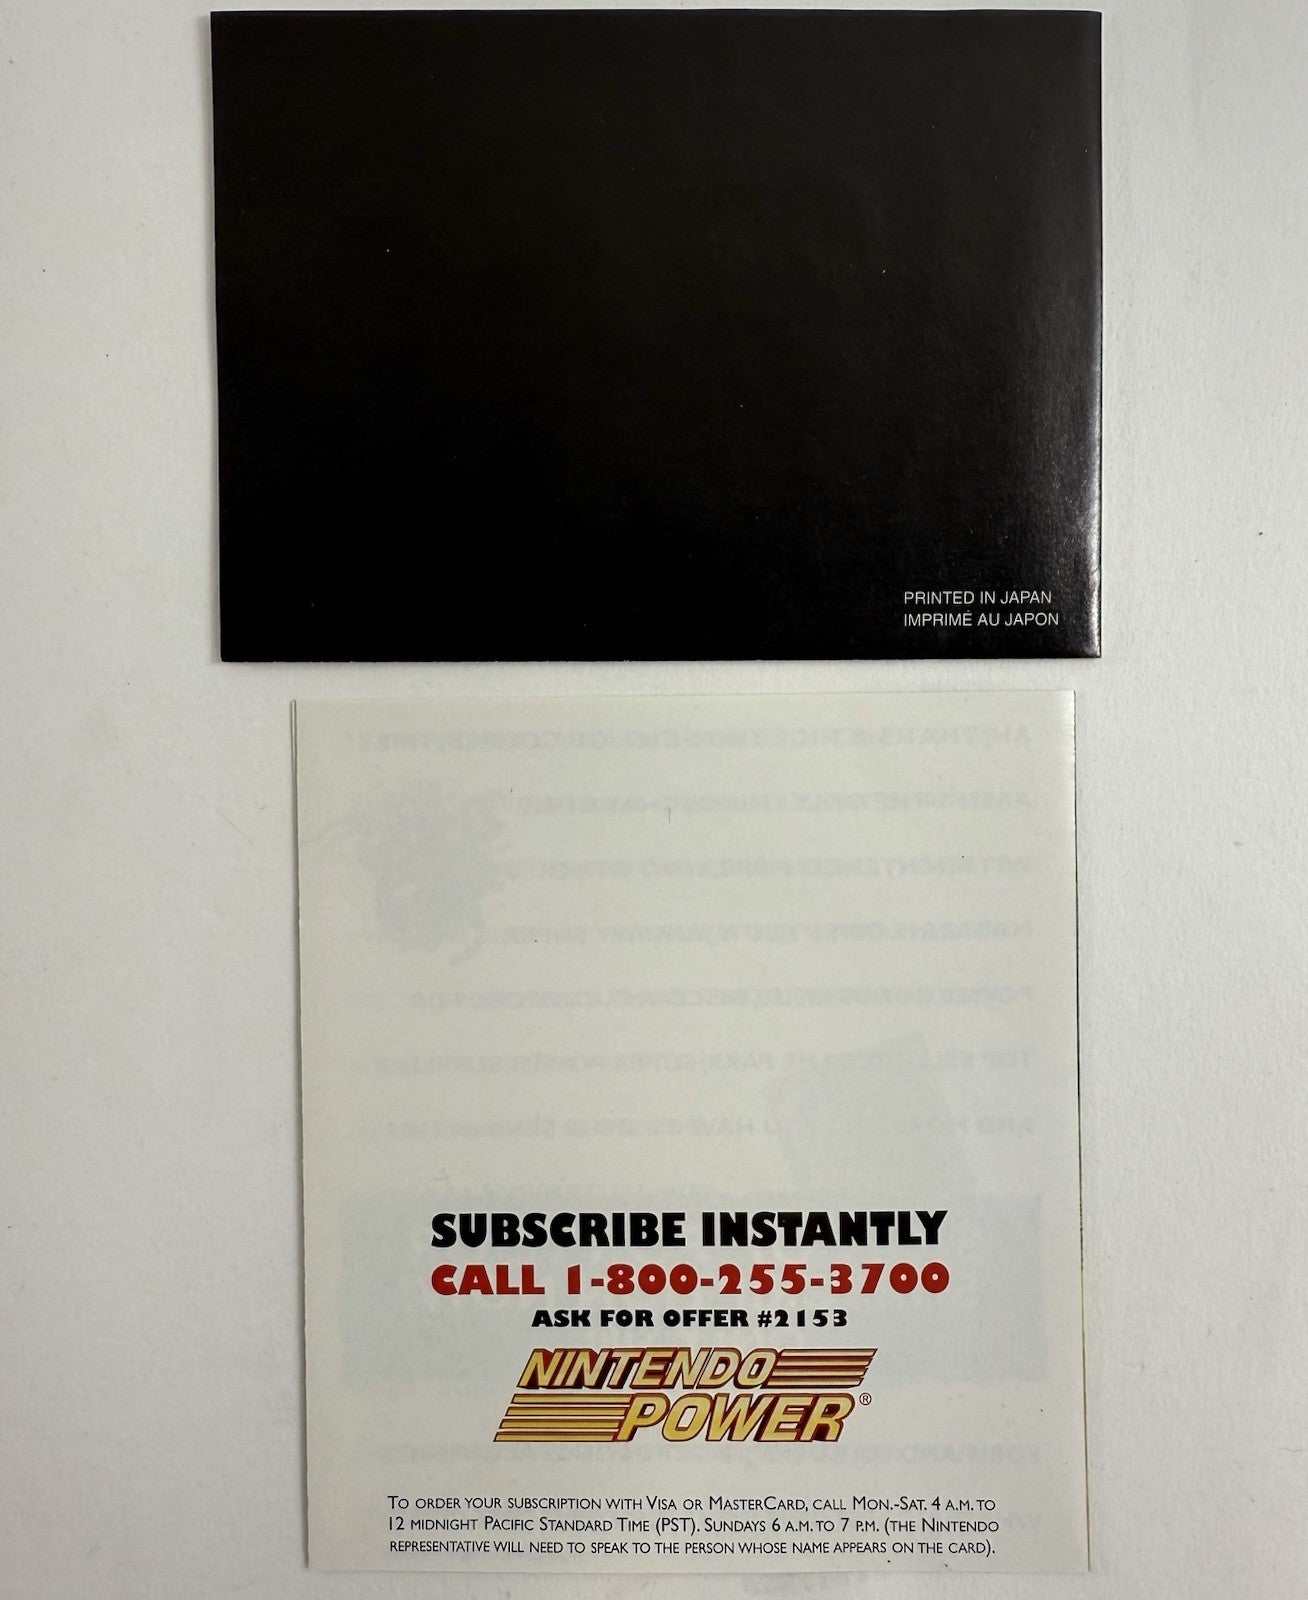 PRINTED IN JAPAN
IMPRIMÉ AU JAPON
SUBSCRIBE INSTANTLY
CALL 1-800-255-3700
ASK FOR OFFER #2153
NINTENDO
POWER®
TO ORDER YOUR SUBSCRIPTION WITH VISA OR MASTERCARD, CALL MON.-SAT. 4 A.M. TO
12 MIDNIGHT PACIFIC STANDARD TIME (PST). SUNDAYS 6 A.M. TO 7 P.M. (THE NINTENDO
REPRESENTATIVE WILL NEED TO SPEAK TO THE PERSON WHOSE NAME APPEARS ON THE CARD).